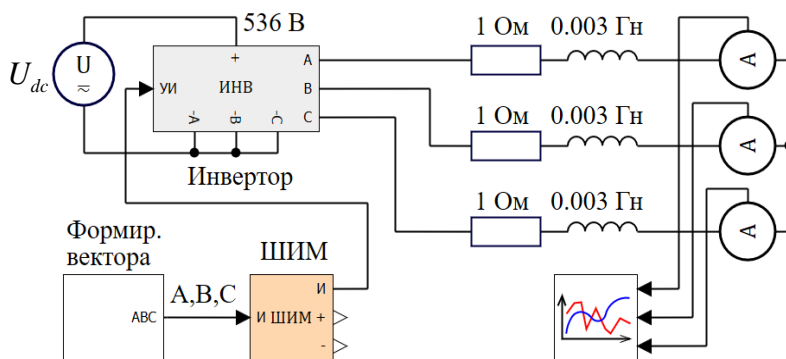 536 В
1 Ом 0.003 Гн
U
≂
U_dc
+
УИ ИНВ
A
B
C
-A -B -C
A
Инвертор
1 Ом 0.003 Гн
A
1 Ом 0.003 Гн
A
Формир.
вектора
ШИМ
A,B,C
ABC
И
И ШИМ +
-